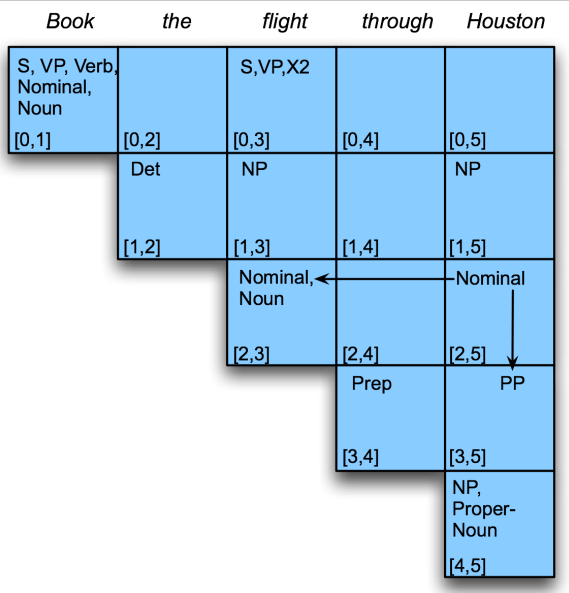 Book the flight through Houston
S, VP, Verb, Nominal, Noun
[0,1]
[0,2]
S,VP,X2
[0,3]
[0,4]
[0,5]
Det
[1,2]
NP
[1,3]
[1,4]
NP
[1,5]
Nominal,
Noun
[2,3]
[2,4]
Nominal
[2,5]
Prep
[3,4]
PP
[3,5]
NP,
Proper-
Noun
[4,5]